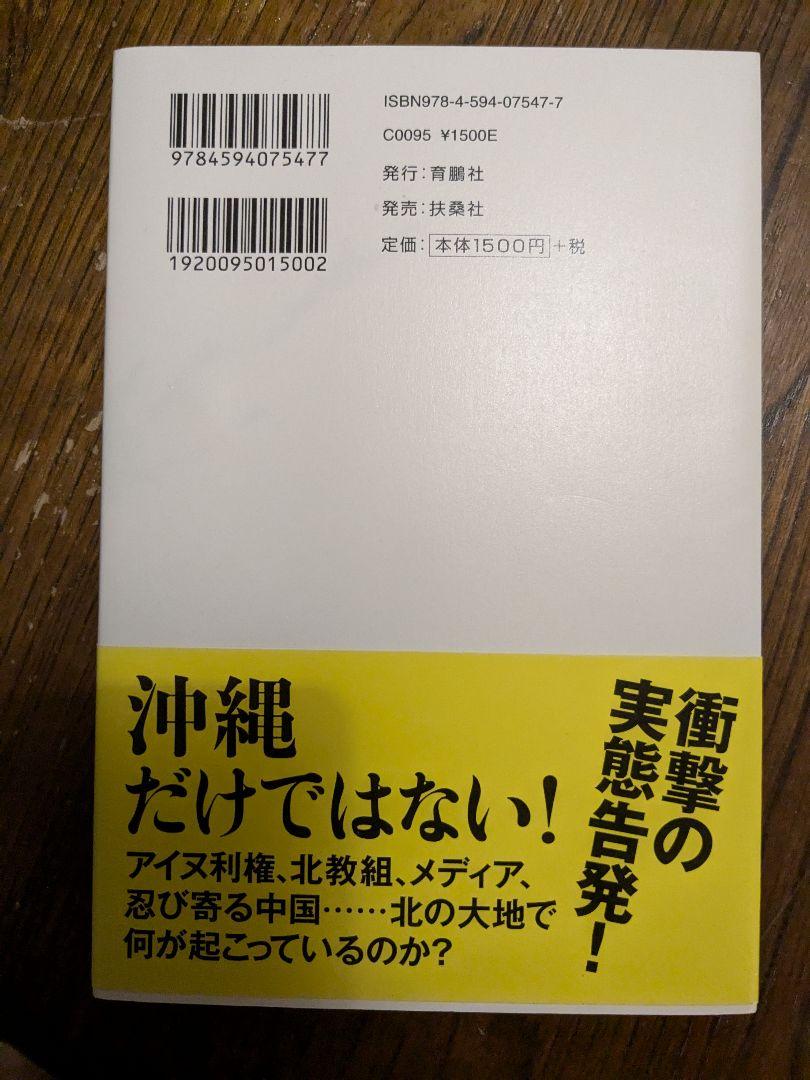 9784594075477
1920095015002
ISBN978-4-594-07547-7
C0095 ¥1500E
発行：育鵬社
発売：扶桑社
定価：本体1500円＋税
衝撃の
実態告発！
沖縄
だけではない！
アイヌ利権、北教組、メディア、
忍び寄る中国……北の大地で
何が起こっているのか？